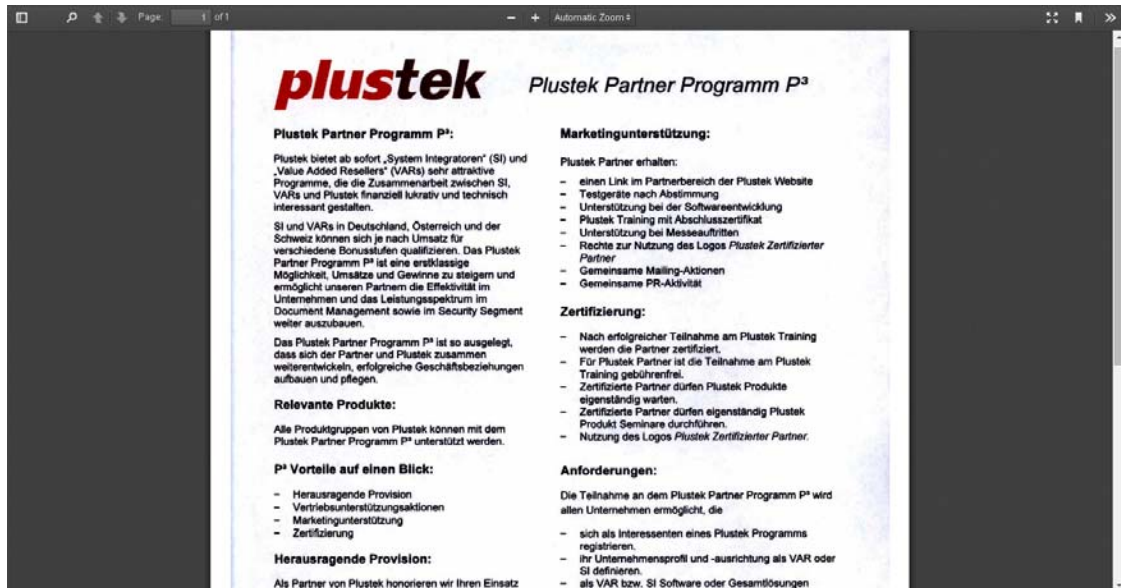 Page: 1 of 1
Automatic Zoom
plustek
Plustek Partner Programm P³
Plustek Partner Programm P³:
Plustek bietet ab sofort „System Integratoren" (SI) und
„Value Added Resellers" (VARs) sehr attraktive
Programme, die die Zusammenarbeit zwischen SI,
VARs und Plustek finanziell lukrativ und technisch
interessant gestalten.
SI und VARs in Deutschland, Österreich und der
Schweiz können sich je nach Umsatz für
verschiedene Bonusstufen qualifizieren. Das Plustek
Partner Programm P³ ist eine erstklassige
Möglichkeit, Umsätze und Gewinne zu steigern und
ermöglicht unseren Partnern die Effektivität im
Unternehmen und das Leistungsspektrum im
Document Management sowie im Security Segment
weiter auszubauen.
Das Plustek Partner Programm P³ ist so ausgelegt,
dass sich der Partner und Plustek zusammen
weiterentwickeln, erfolgreiche Geschäftsbeziehungen
aufbauen und pflegen.
Relevante Produkte:
Alle Produktgruppen von Plustek können mit dem
Plustek Partner Programm P³ unterstützt werden.
P³ Vorteile auf einen Blick:
– Herausragende Provision
– Vertriebsunterstützungsaktionen
– Marketingunterstützung
– Zertifizierung
Herausragende Provision:
Als Partner von Plustek honorieren wir Ihren Einsatz
Marketingunterstützung:
Plustek Partner erhalten:
– einen Link im Partnerbereich der Plustek Website
– Testgeräte nach Abstimmung
– Unterstützung bei der Softwareentwicklung
– Plustek Training mit Abschlusszertifikat
– Unterstützung bei Messeauftritten
– Rechte zur Nutzung des Logos Plustek Zertifizierter
Partner
– Gemeinsame Mailing-Aktionen
– Gemeinsame PR-Aktivität
Zertifizierung:
– Nach erfolgreicher Teilnahme am Plustek Training
werden die Partner zertifiziert.
– Für Plustek Partner ist die Teilnahme am Plustek
Training gebührenfrei.
– Zertifizierte Partner dürfen Plustek Produkte
eigenständig warten.
– Zertifizierte Partner dürfen eigenständig Plustek
Produkt Seminare durchführen.
– Nutzung des Logos Plustek Zertifizierter Partner.
Anforderungen:
Die Teilnahme an dem Plustek Partner Programm P³ wird
allen Unternehmen ermöglicht, die
– sich als Interessenten eines Plustek Programms
registrieren.
– ihr Unternehmensprofil und -ausrichtung als VAR oder
SI definieren.
– als VAR bzw. SI Software oder Gesamtlösungen